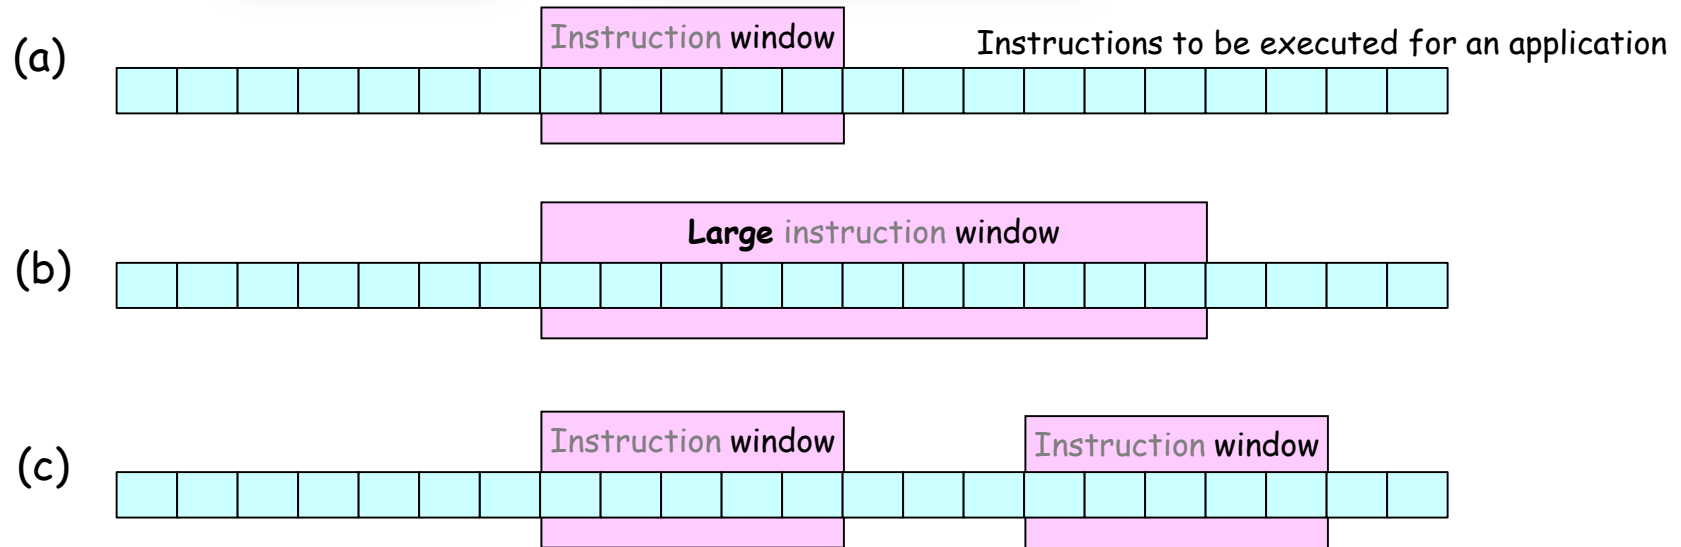 (a)
Instruction window
Instructions to be executed for an application
(b)
Large instruction window
(c)
Instruction window
Instruction window